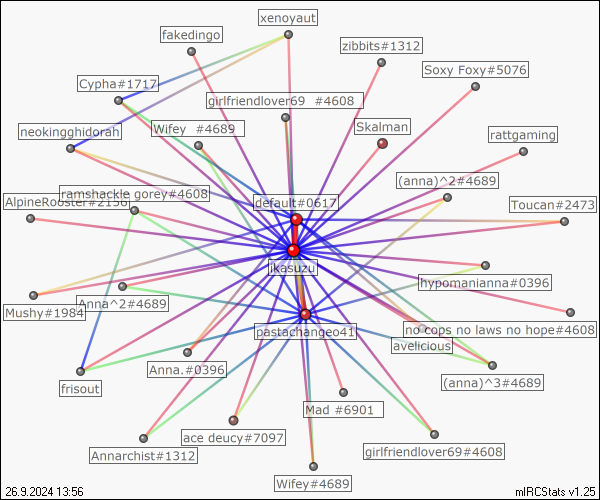 xenoyaut
fakedingo
zibbits#1312
Soxy Foxy#5076
Cypha#1717
girlfriendlover69 #4608
neokingghidorah
Wifey #4689
Skalman
rattgaming
(anna)^2#4689
ramshackle gorey#4608
AlpineRooster#2150
default#0617
Toucan#2473
ikasuzu
hypomanianna#0396
Mushy#1984
Anna^2#4689
pastachangeo41
no cops no laws no hope#4608
avelicious
frisout
Anna.#0396
(anna)^3#4689
Mad #6901
Annarchist#1312
ace deucy#7097
girlfriendlover69#4608
Wifey#4689
26.9.2024 13:56
mIRCStats v1.25